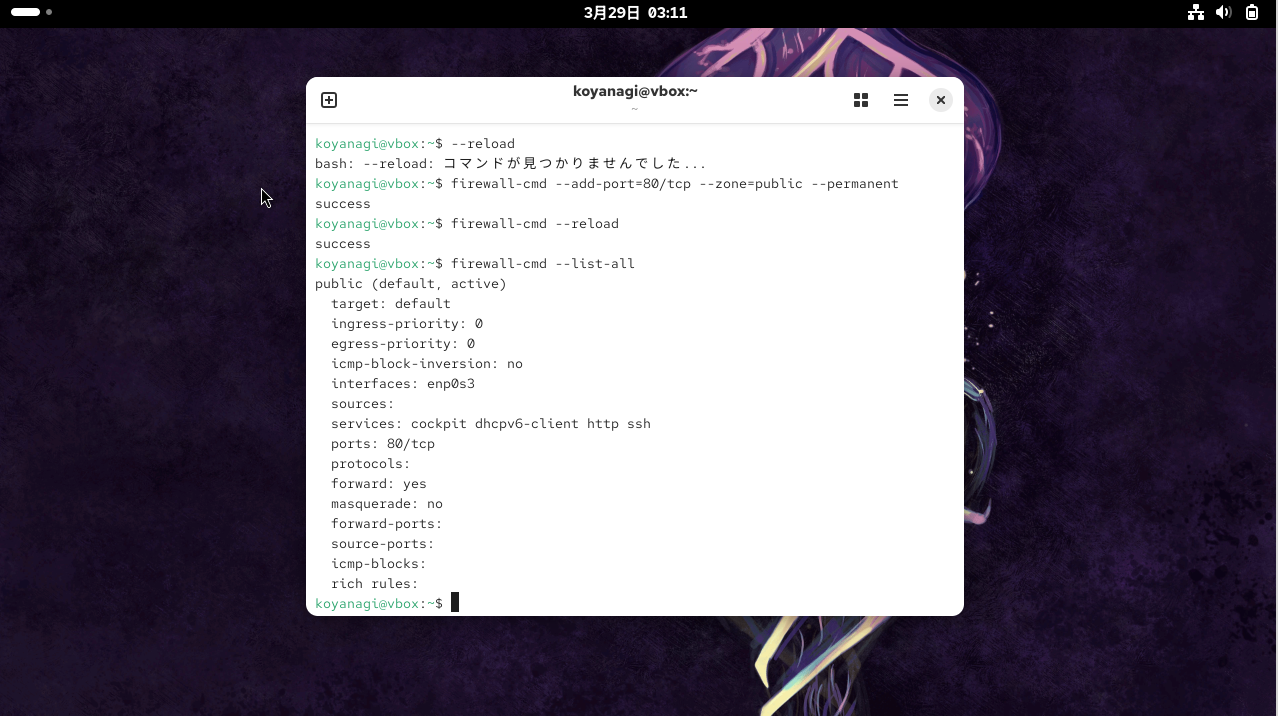 3月29日 03:11
koyanagi@vbox:~
~
koyanagi@vbox:~$ --reload
bash: --reload: コマンドが見つかりませんでした...
koyanagi@vbox:~$ firewall-cmd --add-port=80/tcp --zone=public --permanent
success
koyanagi@vbox:~$ firewall-cmd --reload
success
koyanagi@vbox:~$ firewall-cmd --list-all
public (default, active)
  target: default
  ingress-priority: 0
  egress-priority: 0
  icmp-block-inversion: no
  interfaces: enp0s3
  sources:
  services: cockpit dhcpv6-client http ssh
  ports: 80/tcp
  protocols:
  forward: yes
  masquerade: no
  forward-ports:
  source-ports:
  icmp-blocks:
  rich rules:
koyanagi@vbox:~$